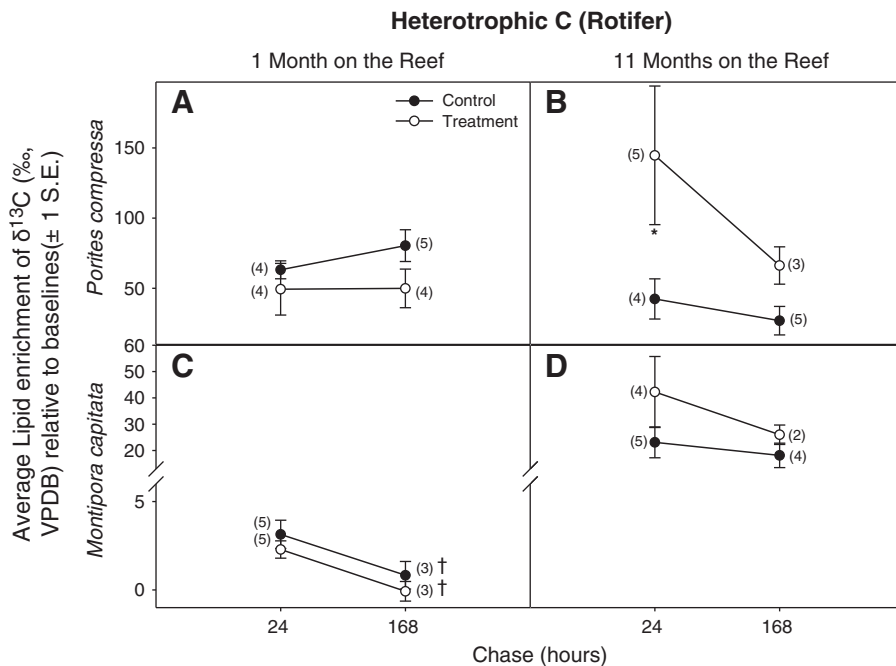 Heterotrophic C (Rotifer)
1 Month on the Reef
11 Months on the Reef
Average Lipid enrichment of δ13C (‰,
VPDB) relative to baselines(± 1 S.E.)
Porites compressa
Montipora capitata
A
Control
Treatment
150
100
50
(4)
(4)
(5)
(4)
B
(5)
*
(4)
(3)
(5)
C
60
50
40
30
20
5
0
(5)
(5)
(3) †
(3) †
D
(4)
(5)
(2)
(4)
24
168
24
168
Chase (hours)